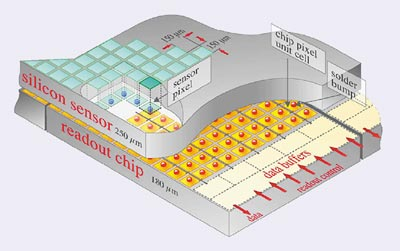 150 µm
150 µm
chip pixel
unit cell
solder
bump
sensor
pixel
silicon sensor
250 µm
readout chip
180 µm
data buffers
readout control
data